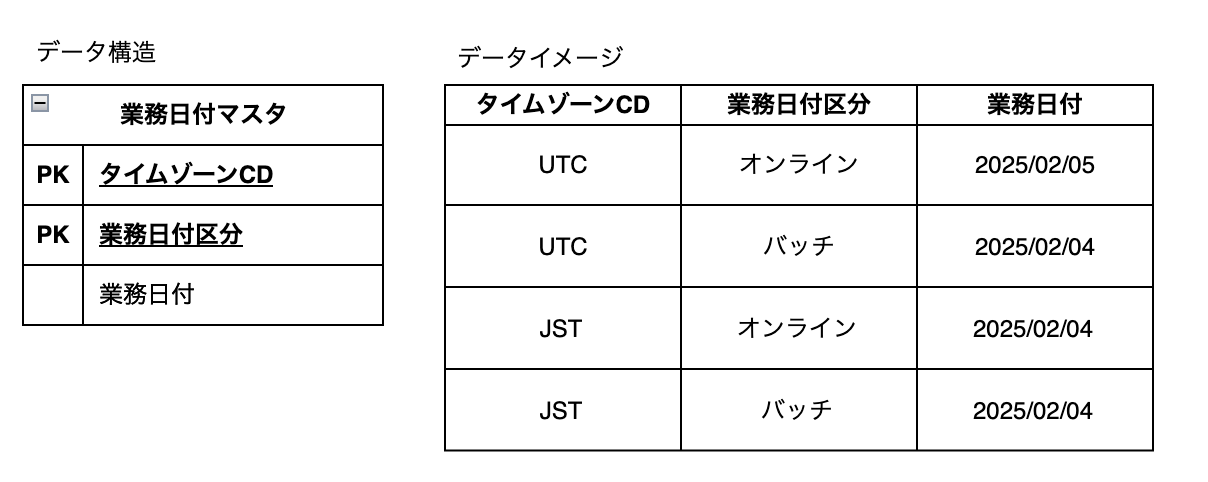 データ構造
業務日付マスタ
PK タイムゾーンCD
PK 業務日付区分
業務日付
データイメージ
タイムゾーンCD 業務日付区分 業務日付
UTC オンライン 2025/02/05
UTC バッチ 2025/02/04
JST オンライン 2025/02/04
JST バッチ 2025/02/04